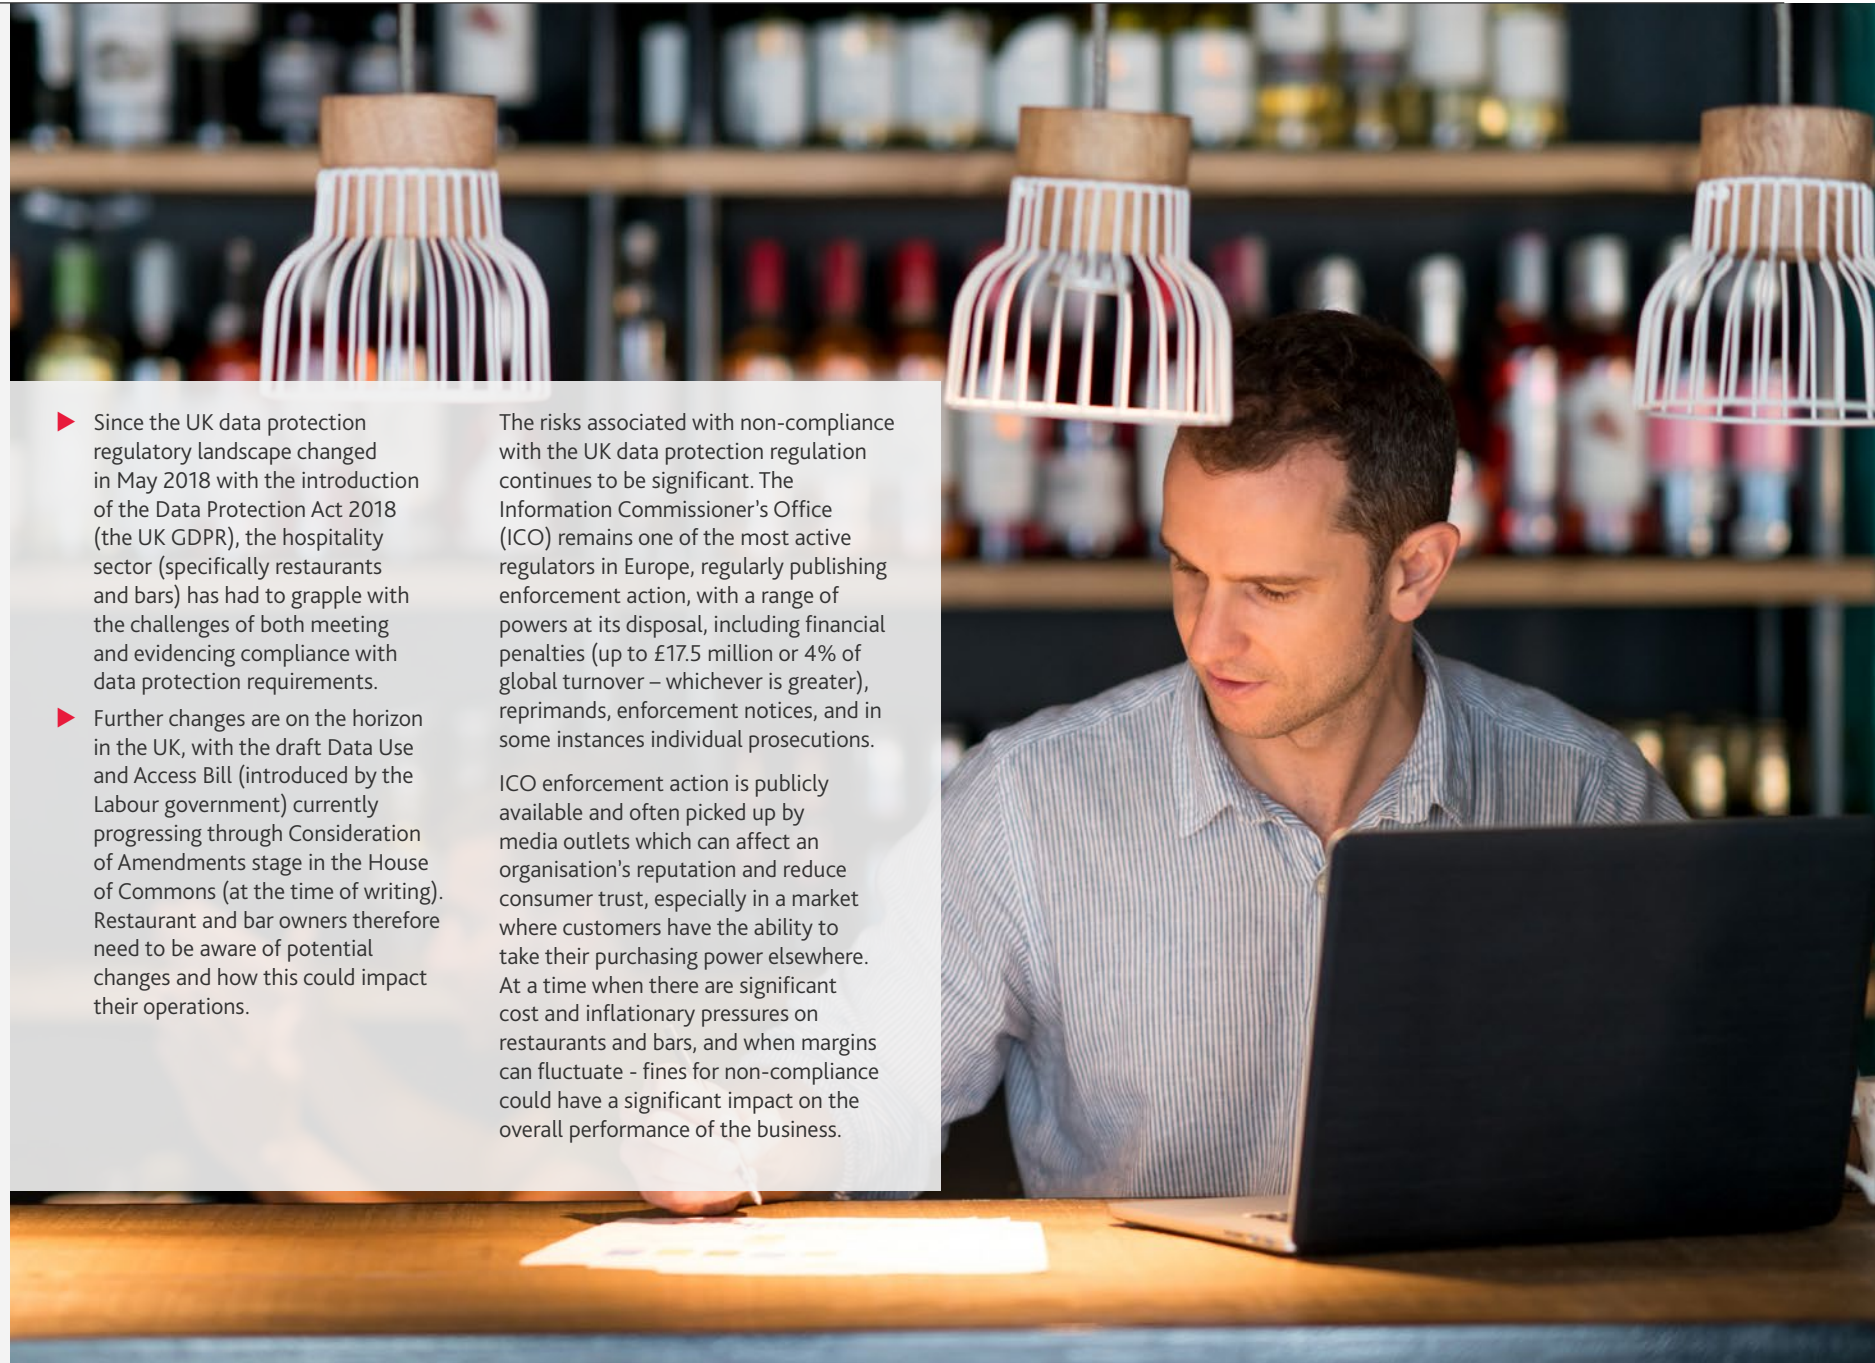 Since the UK data protection
regulatory landscape changed
in May 2018 with the introduction
of the Data Protection Act 2018
(the UK GDPR), the hospitality
sector (specifically restaurants
and bars) has had to grapple with
the challenges of both meeting
and evidencing compliance with
data protection requirements.
Further changes are on the horizon
in the UK, with the draft Data Use
and Access Bill (introduced by the
Labour government) currently
progressing through Consideration
of Amendments stage in the House
of Commons (at the time of writing).
Restaurant and bar owners therefore
need to be aware of potential
changes and how this could impact
their operations.
The risks associated with non-compliance
with the UK data protection regulation
continues to be significant. The
Information Commissioner's Office
(ICO) remains one of the most active
regulators in Europe, regularly publishing
enforcement action, with a range of
powers at its disposal, including financial
penalties (up to £17.5 million or 4% of
global turnover – whichever is greater),
reprimands, enforcement notices, and in
some instances individual prosecutions.
ICO enforcement action is publicly
available and often picked up by
media outlets which can affect an
organisation's reputation and reduce
consumer trust, especially in a market
where customers have the ability to
take their purchasing power elsewhere.
At a time when there are significant
cost and inflationary pressures on
restaurants and bars, and when margins
can fluctuate - fines for non-compliance
could have a significant impact on the
overall performance of the business.